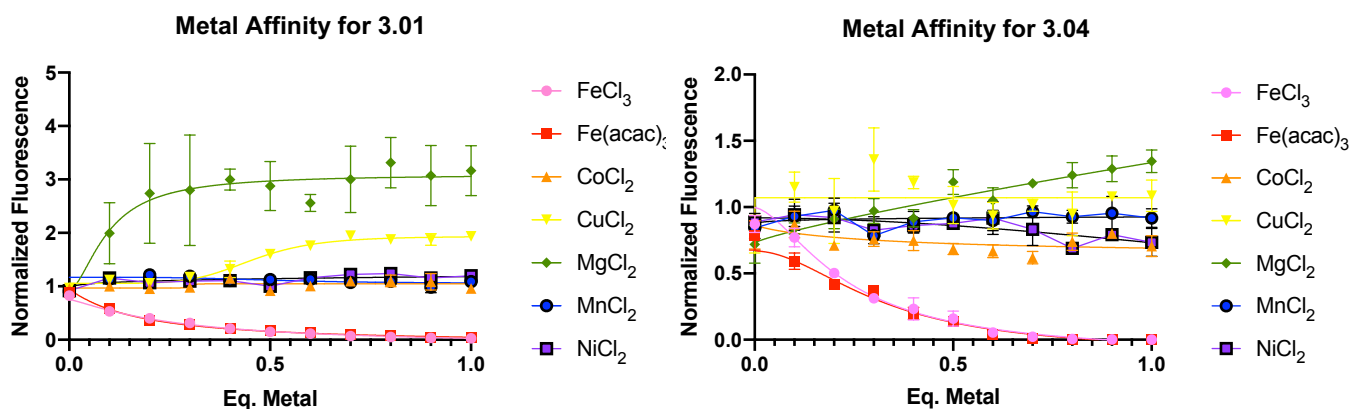 Metal Affinity for 3.01
Normalized Fluorescence
5
4
3
2
1
0
0.0
0.5
1.0
Eq. Metal
FeCl3
Fe(acac)3
CoCl2
CuCl2
MgCl2
MnCl2
NiCl2
Metal Affinity for 3.04
Normalized Fluorescence
2.0
1.5
1.0
0.5
0.0
0.0
0.5
1.0
Eq. Metal
FeCl3
Fe(acac)3
CoCl2
CuCl2
MgCl2
MnCl2
NiCl2